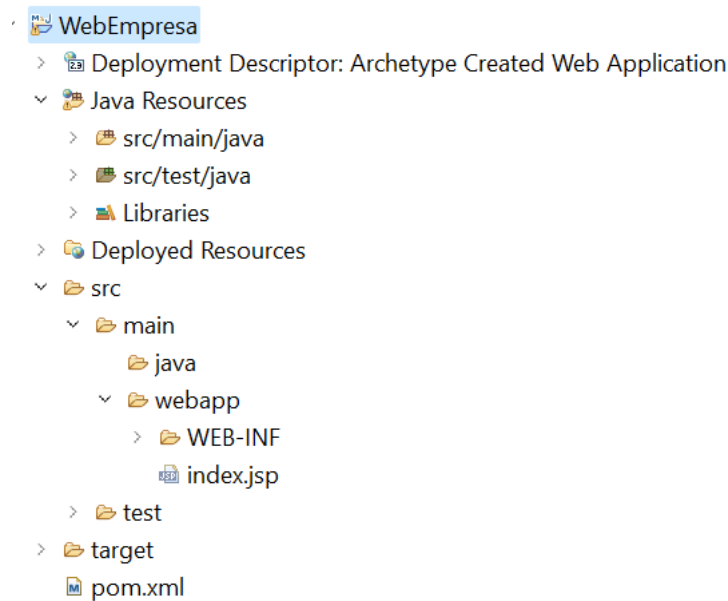 WebEmpresa
Deployment Descriptor: Archetype Created Web Application
Java Resources
src/main/java
src/test/java
Libraries
Deployed Resources
src
main
java
webapp
WEB-INF
index.jsp
test
target
pom.xml